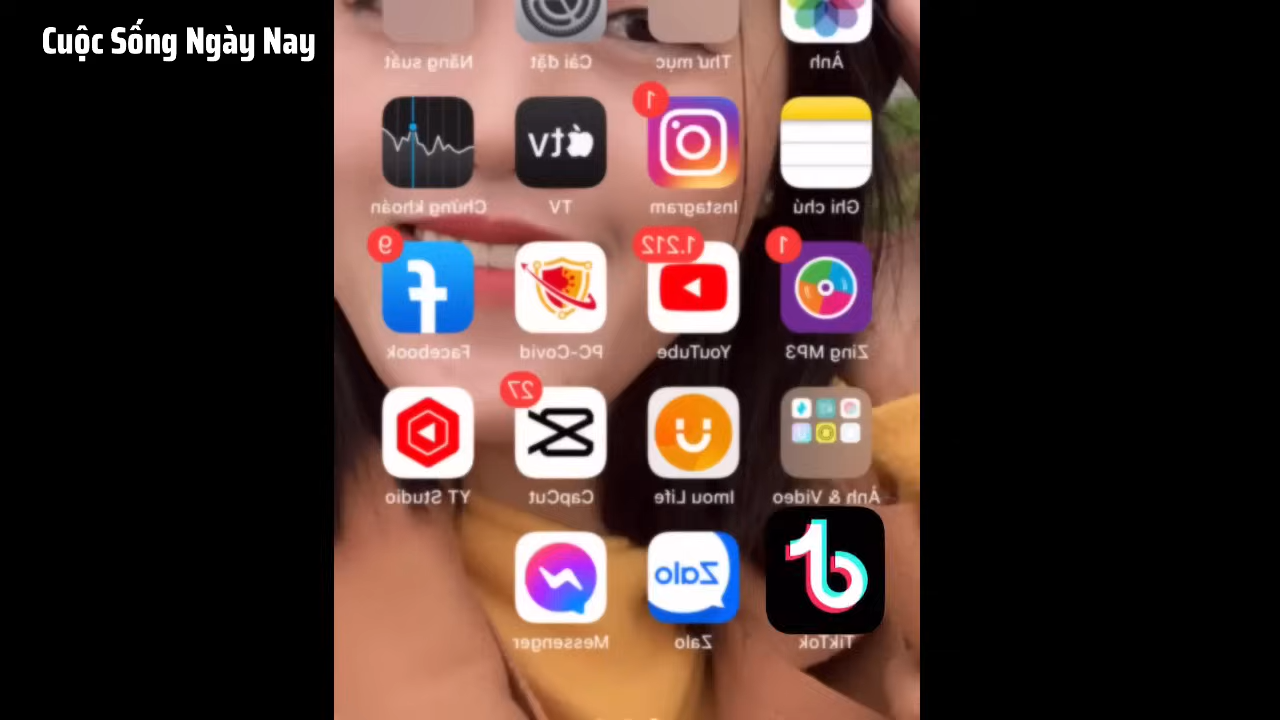 Cuộc Sống Ngày Nay
Năng suất
Cài đặt
Thư mục
Ảnh
tv
1
Chứng khoán
TV
Instagram
Ghi chú
9
1.212
1
Facebook
PC-Covid
YouTube
Zing MP3
27
YT Studio
CapCut
Imou Life
Ảnh & Video
Zalo
Messenger
Zalo
TikTok